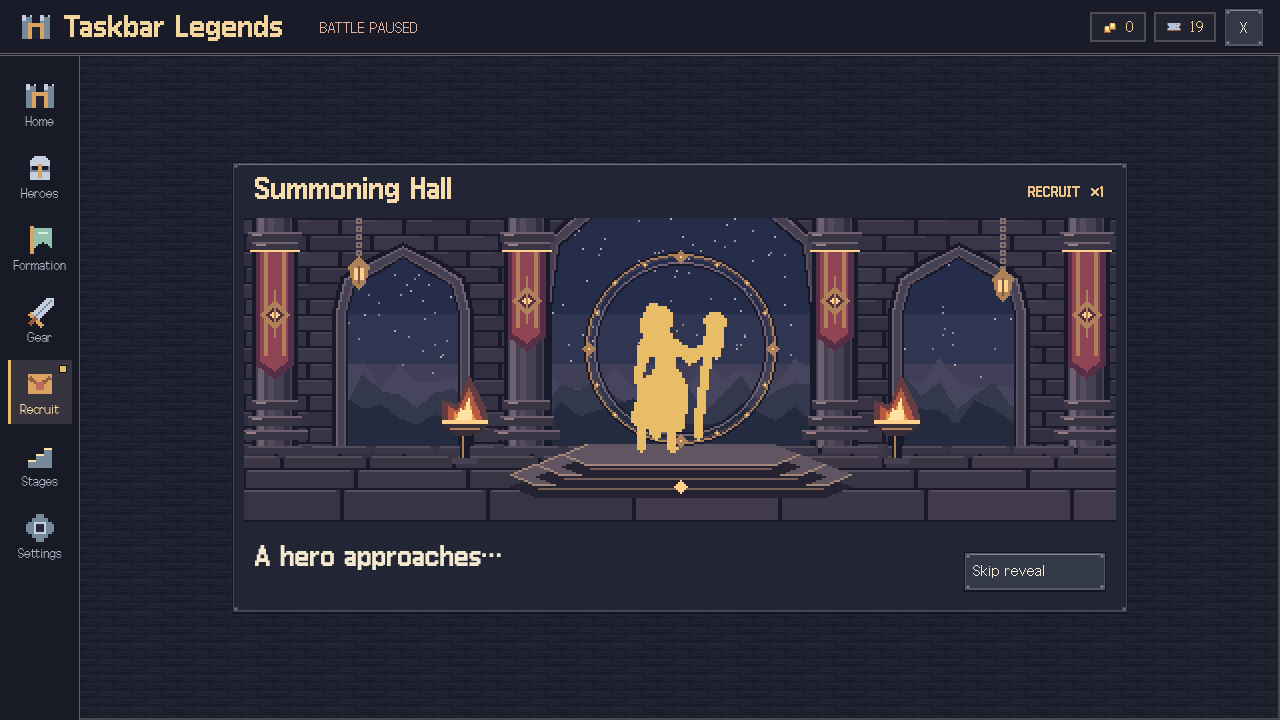 Taskbar Legends
BATTLE PAUSED
0
19
X
Home
Heroes
Formation
Gear
Recruit
Stages
Settings
Summoning Hall
RECRUIT ×1
A hero approaches…
Skip reveal